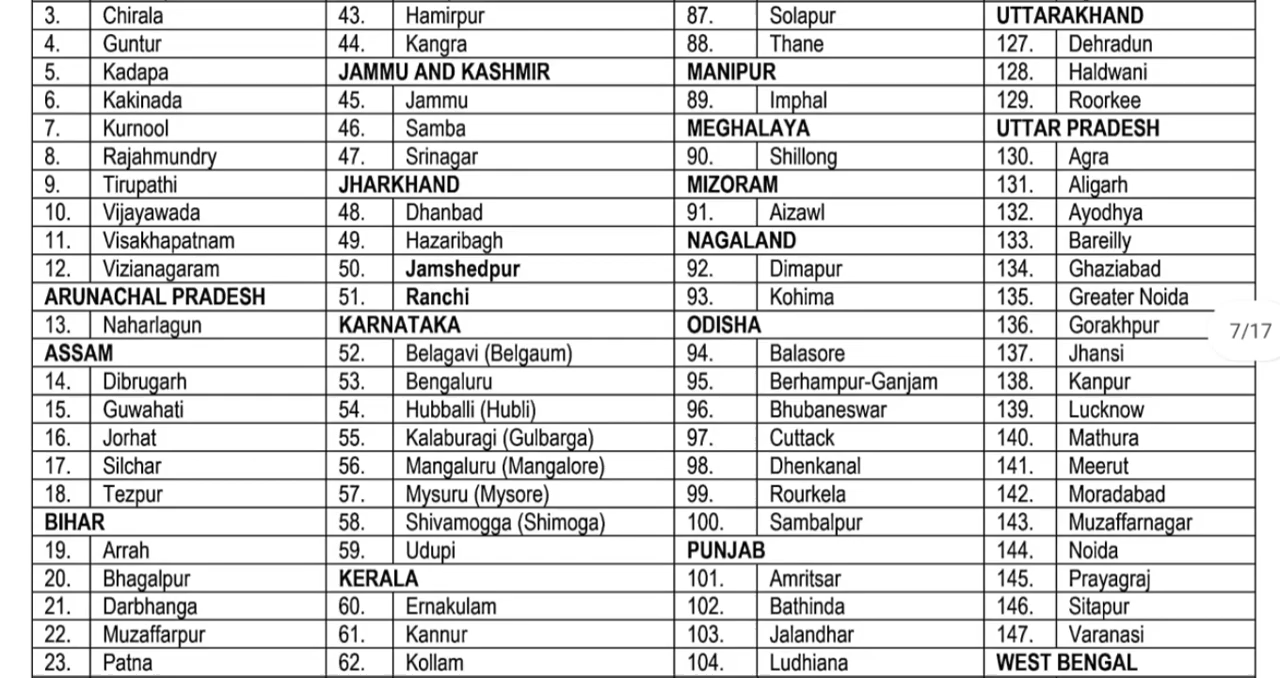 3. Chirala
4. Guntur
5. Kadapa
6. Kakinada
7. Kurnool
8. Rajahmundry
9. Tirupathi
10. Vijayawada
11. Visakhapatnam
12. Vizianagaram
ARUNACHAL PRADESH
13. Naharlagun
ASSAM
14. Dibrugarh
15. Guwahati
16. Jorhat
17. Silchar
18. Tezpur
BIHAR
19. Arrah
20. Bhagalpur
21. Darbhanga
22. Muzaffarpur
23. Patna
43. Hamirpur
44. Kangra
JAMMU AND KASHMIR
45. Jammu
46. Samba
47. Srinagar
JHARKHAND
48. Dhanbad
49. Hazaribagh
50. Jamshedpur
51. Ranchi
KARNATAKA
52. Belagavi (Belgaum)
53. Bengaluru
54. Hubballi (Hubli)
55. Kalaburagi (Gulbarga)
56. Mangaluru (Mangalore)
57. Mysuru (Mysore)
58. Shivamogga (Shimoga)
59. Udupi
KERALA
60. Ernakulam
61. Kannur
62. Kollam
87. Solapur
88. Thane
MANIPUR
89. Imphal
MEGHALAYA
90. Shillong
MIZORAM
91. Aizawl
NAGALAND
92. Dimapur
93. Kohima
ODISHA
94. Balasore
95. Berhampur-Ganjam
96. Bhubaneswar
97. Cuttack
98. Dhenkanal
99. Rourkela
100. Sambalpur
PUNJAB
101. Amritsar
102. Bathinda
103. Jalandhar
104. Ludhiana
UTTARAKHAND
127. Dehradun
128. Haldwani
129. Roorkee
UTTAR PRADESH
130. Agra
131. Aligarh
132. Ayodhya
133. Bareilly
134. Ghaziabad
135. Greater Noida
136. Gorakhpur
137. Jhansi
138. Kanpur
139. Lucknow
140. Mathura
141. Meerut
142. Moradabad
143. Muzaffarnagar
144. Noida
145. Prayagraj
146. Sitapur
147. Varanasi
WEST BENGAL
7/17